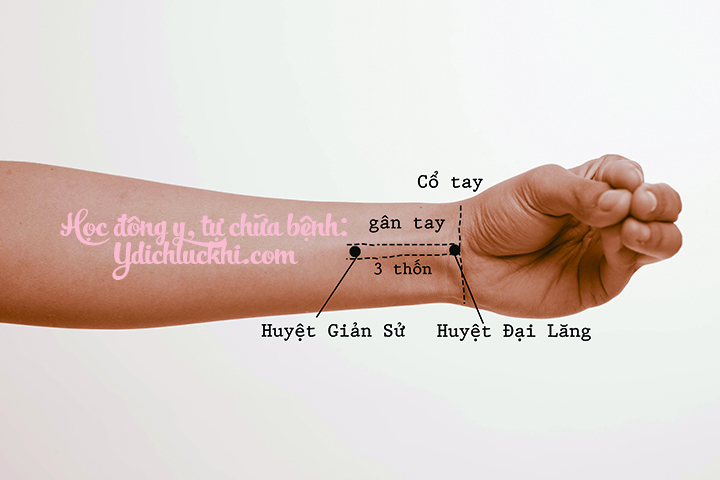 Cổ tay
gân tay
Học đông y, tự chữa bệnh:
Ydichluckhi.com
3 thốn
Huyệt Giản Sử
Huyệt Đại Lăng